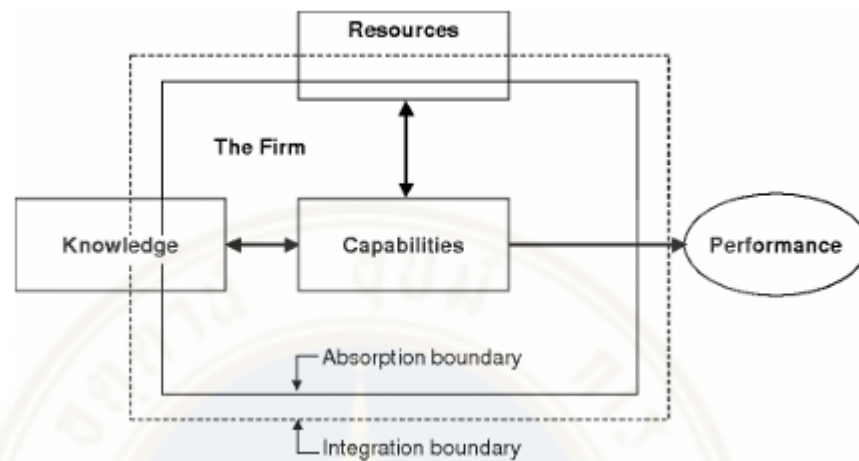 Resources
The Firm
Knowledge
Capabilities
Performance
Absorption boundary
Integration boundary